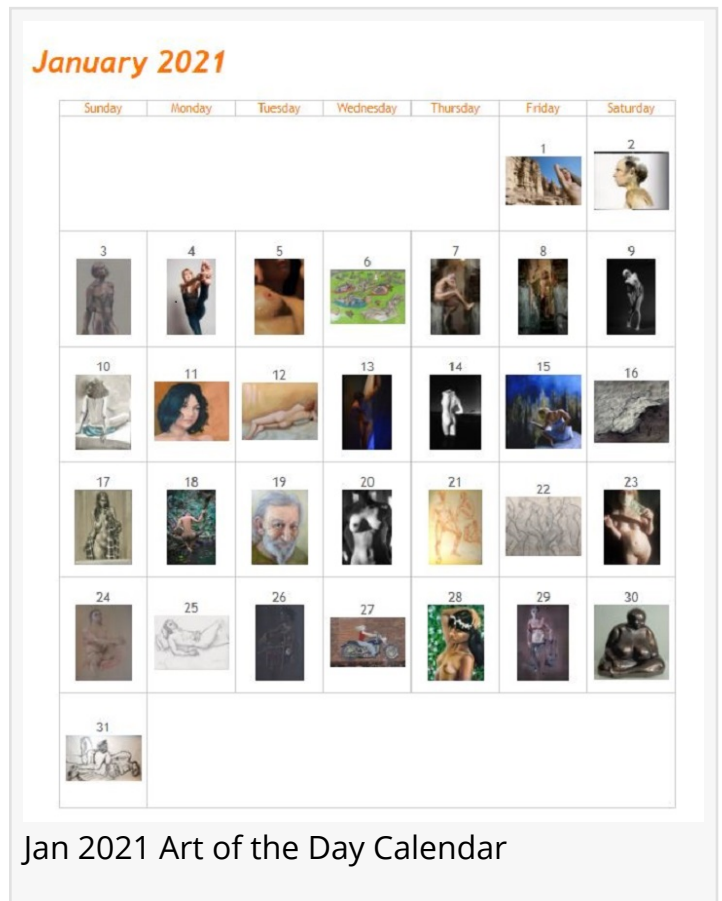 January 2021
Sunday Monday Tuesday Wednesday Thursday Friday Saturday
1 2
3 4 5 6 7 8 9
10 11 12 13 14 15 16
17 18 19 20 21 22 23
24 25 26 27 28 29 30
31
Jan 2021 Art of the Day Calendar